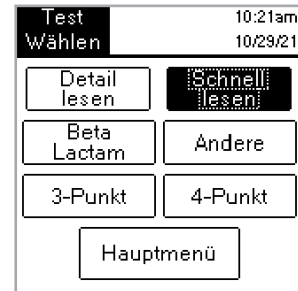 Test 10:21am
Wählen 10/29/21
Detail Schnell
lesen lesen
Beta
Lactam Andere
3-Punkt 4-Punkt
Hauptmenü